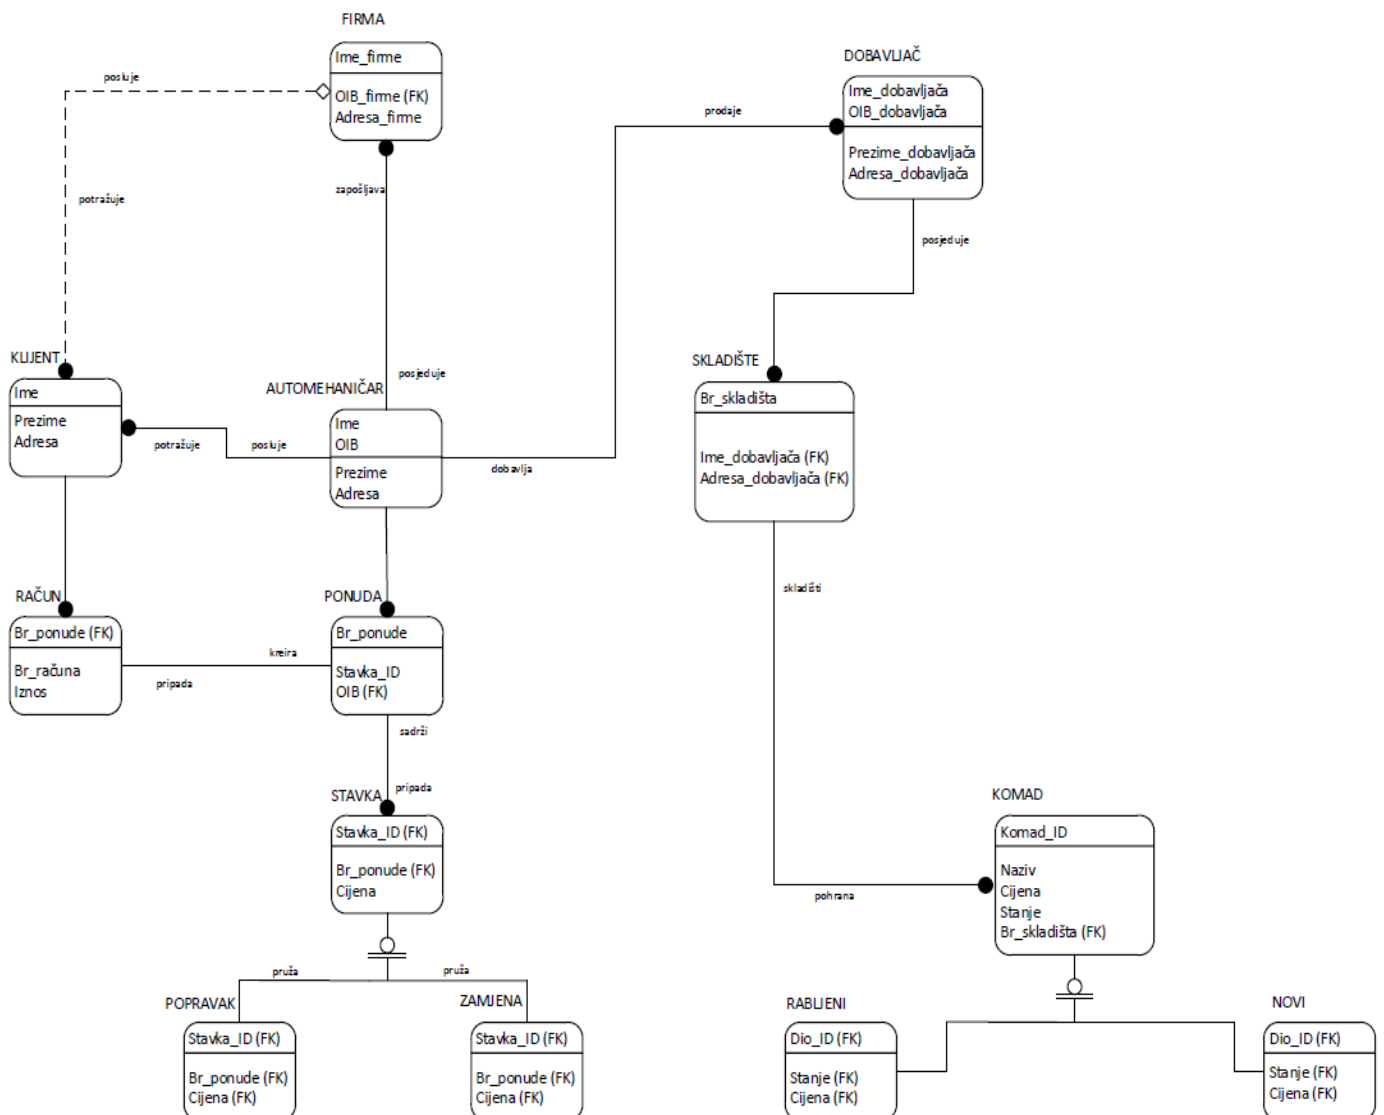 FIRMA
Ime_firme
OIB_firme (FK)
Adresa_firme
posluje
potražuje
zapošljava
posjeduje
prodaje
dobavlja
DOBAVLJAČ
Ime_dobavljača
OIB_dobavljača
Prezime_dobavljača
Adresa_dobavljača
posjeduje
KLIJENT
Ime
Prezime
Adresa
potražuje
posluje
AUTOMEHANIČAR
Ime
OIB
Prezime
Adresa
SKLADIŠTE
Br_skladišta
Ime_dobavljača (FK)
Adresa_dobavljača (FK)
skladišti
pohrana
RAČUN
Br_ponude (FK)
Br_računa
Iznos
kreira
pripada
PONUDA
Br_ponude
Stavka_ID
OIB (FK)
sadrži
pripada
STAVKA
Stavka_ID (FK)
Br_ponude (FK)
Cijena
pruža
pruža
POPRAVAK
Stavka_ID (FK)
Br_ponude (FK)
Cijena (FK)
ZAMJENA
Stavka_ID (FK)
Br_ponude (FK)
Cijena (FK)
KOMAD
Komad_ID
Naziv
Cijena
Stanje
Br_skladišta (FK)
RABLJENI
Dio_ID (FK)
Stanje (FK)
Cijena (FK)
NOVI
Dio_ID (FK)
Stanje (FK)
Cijena (FK)